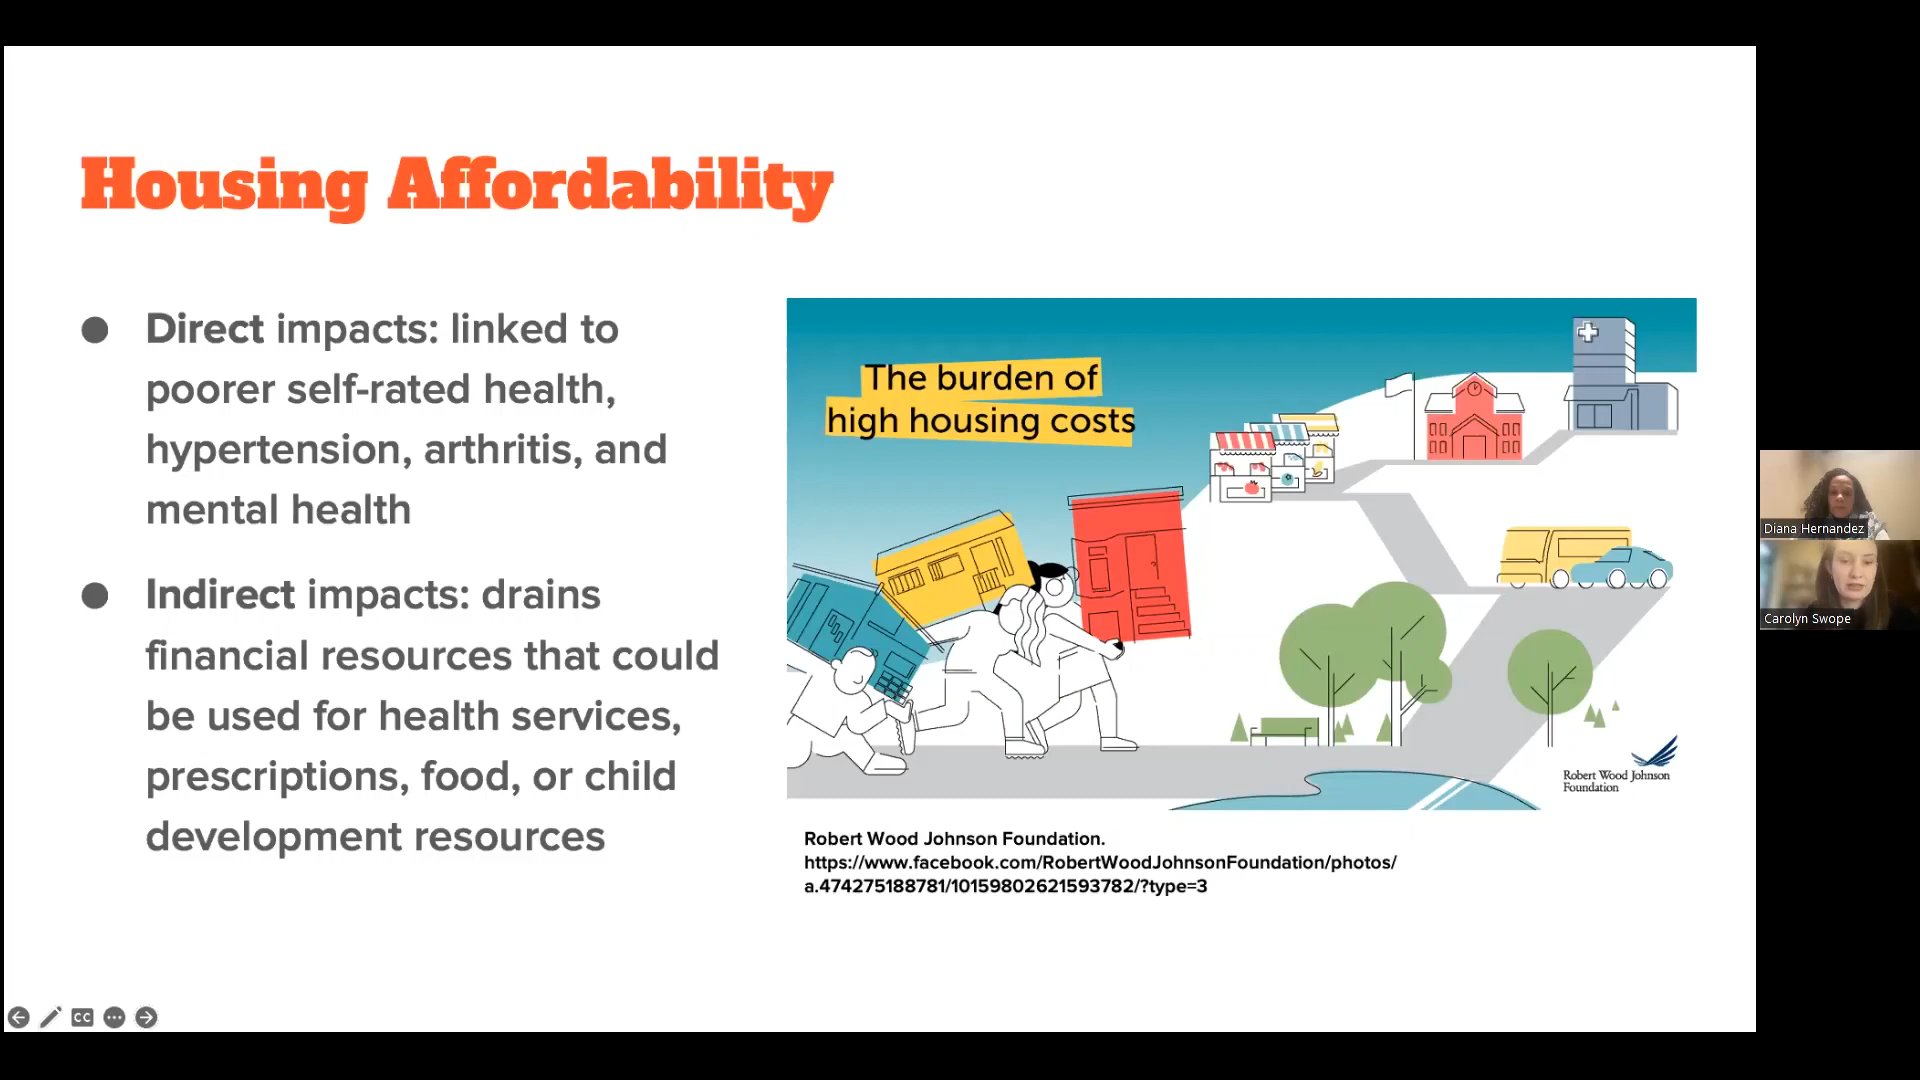 Housing Affordability
● Direct impacts: linked to
poorer self-rated health,
hypertension, arthritis, and
mental health
● Indirect impacts: drains
financial resources that could
be used for health services,
prescriptions, food, or child
development resources
The burden of
high housing costs
Robert Wood Johnson
Foundation
Robert Wood Johnson Foundation.
https://www.facebook.com/RobertWoodJohnsonFoundation/photos/
a.474275188781/10159802621593782/?type=3
Diana Hernandez
Carolyn Swope
CC